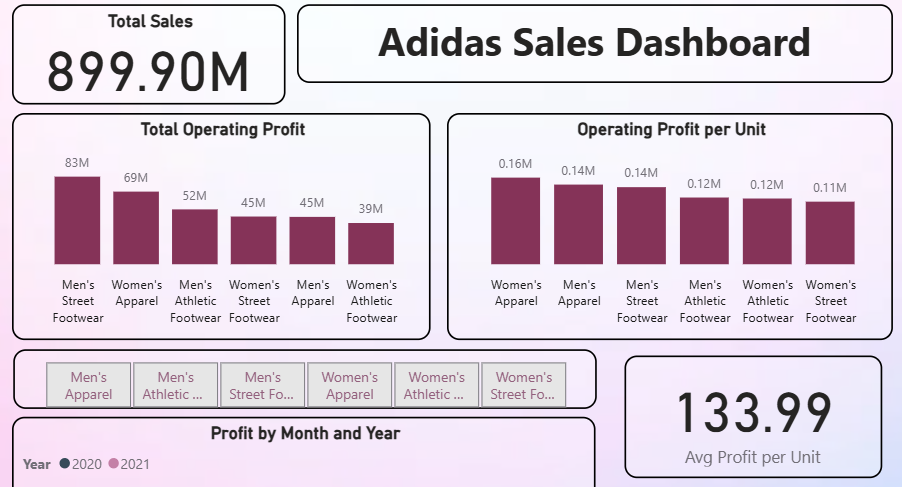 Total Sales
899.90M
Adidas Sales Dashboard
Total Operating Profit
83M
69M
52M
45M
45M
39M
Men's
Street
Footwear
Women's
Apparel
Men's
Athletic
Footwear
Women's
Street
Footwear
Men's
Apparel
Women's
Athletic
Footwear
Operating Profit per Unit
0.16M
0.14M
0.14M
0.12M
0.12M
0.11M
Women's
Apparel
Men's
Apparel
Men's
Street
Footwear
Men's
Athletic
Footwear
Women's
Athletic
Footwear
Women's
Street
Footwear
Men's
Apparel
Men's
Athletic ...
Men's
Street Fo...
Women's
Apparel
Women's
Athletic ...
Women's
Street Fo...
133.99
Avg Profit per Unit
Profit by Month and Year
Year 2020 2021